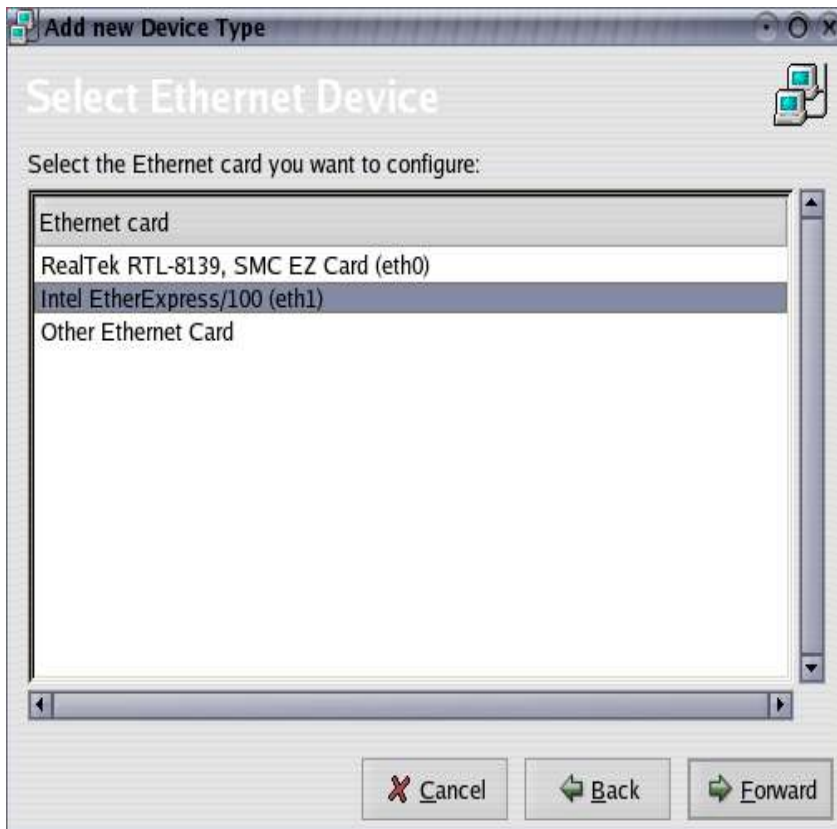 Add new Device Type
Select Ethernet Device
Select the Ethernet card you want to configure:
Ethernet card
RealTek RTL-8139, SMC EZ Card (eth0)
Intel EtherExpress/100 (eth1)
Other Ethernet Card
Cancel
Back
Forward